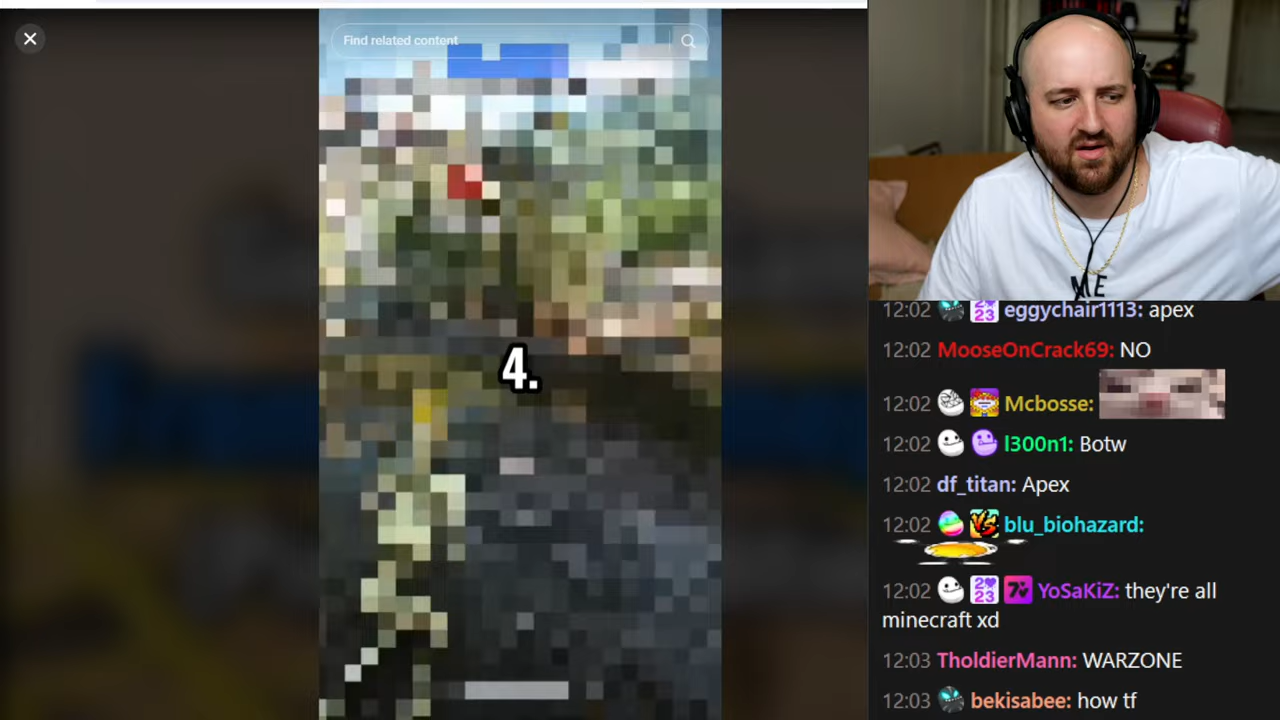 Find related content
4.
ME
12:02 eggychair1113: apex
12:02 MooseOnCrack69: NO
12:02 Mcbosse:
12:02 l300n1: Botw
12:02 df_titan: Apex
12:02 blu_biohazard:
12:02 YoSaKiZ: they're all
minecraft xd
12:03 TholdierMann: WARZONE
12:03 bekisabee: how tf